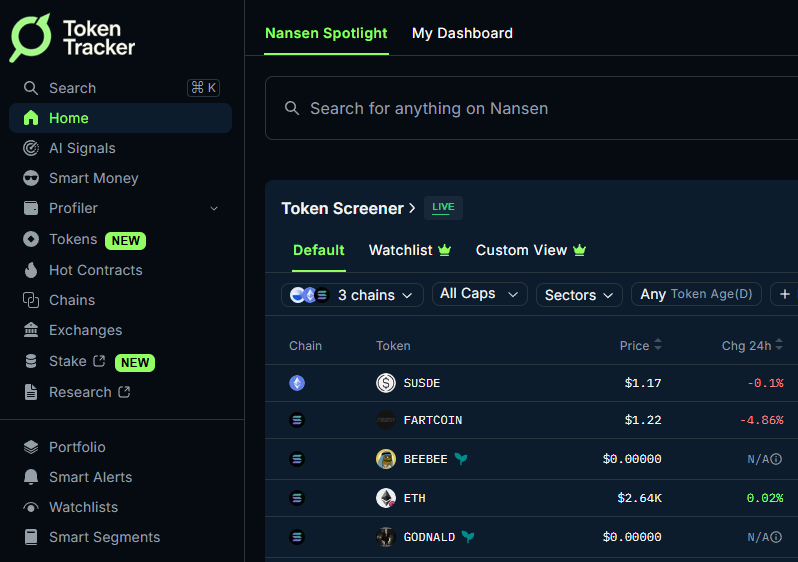 Token
Tracker
Search ⌘ K
Home
AI Signals
Smart Money
Profiler
Tokens NEW
Hot Contracts
Chains
Exchanges
Stake NEW
Research
Portfolio
Smart Alerts
Watchlists
Smart Segments
Nansen Spotlight My Dashboard
Search for anything on Nansen
Token Screener > LIVE
Default Watchlist Custom View
3 chains All Caps Sectors Any Token Age(D) +
Chain Token Price Chg 24h
SUSDE $1.17 -0.1%
FARTCOIN $1.22 -4.86%
BEEBEE $0.00000 N/A
ETH $2.64K 0.02%
GODNALD $0.00000 N/A